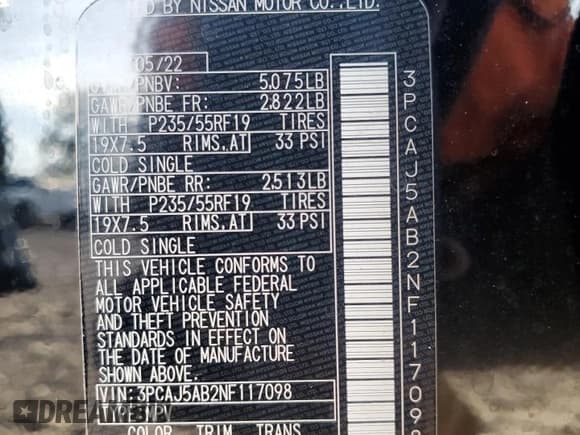 BY NISSAN MOTOR CO.,LTD.
05/22
GVWR/PNBV: 5,075LB
GAWR/PNBE FR: 2,822LB
WITH P235/55RF19 TIRES
19X7.5 RIMS,AT 33 PSI
COLD SINGLE
GAWR/PNBE RR: 2,513LB
WITH P235/55RF19 TIRES
19X7.5 RIMS,AT 33 PSI
COLD SINGLE
THIS VEHICLE CONFORMS TO
ALL APPLICABLE FEDERAL
MOTOR VEHICLE SAFETY
AND THEFT PREVENTION
STANDARDS IN EFFECT ON
THE DATE OF MANUFACTURE
SHOWN ABOVE.
VIN:3PCAJ5AB2NF117098
COLOR TRIM TRANS
3PCAJ5AB2NF117098